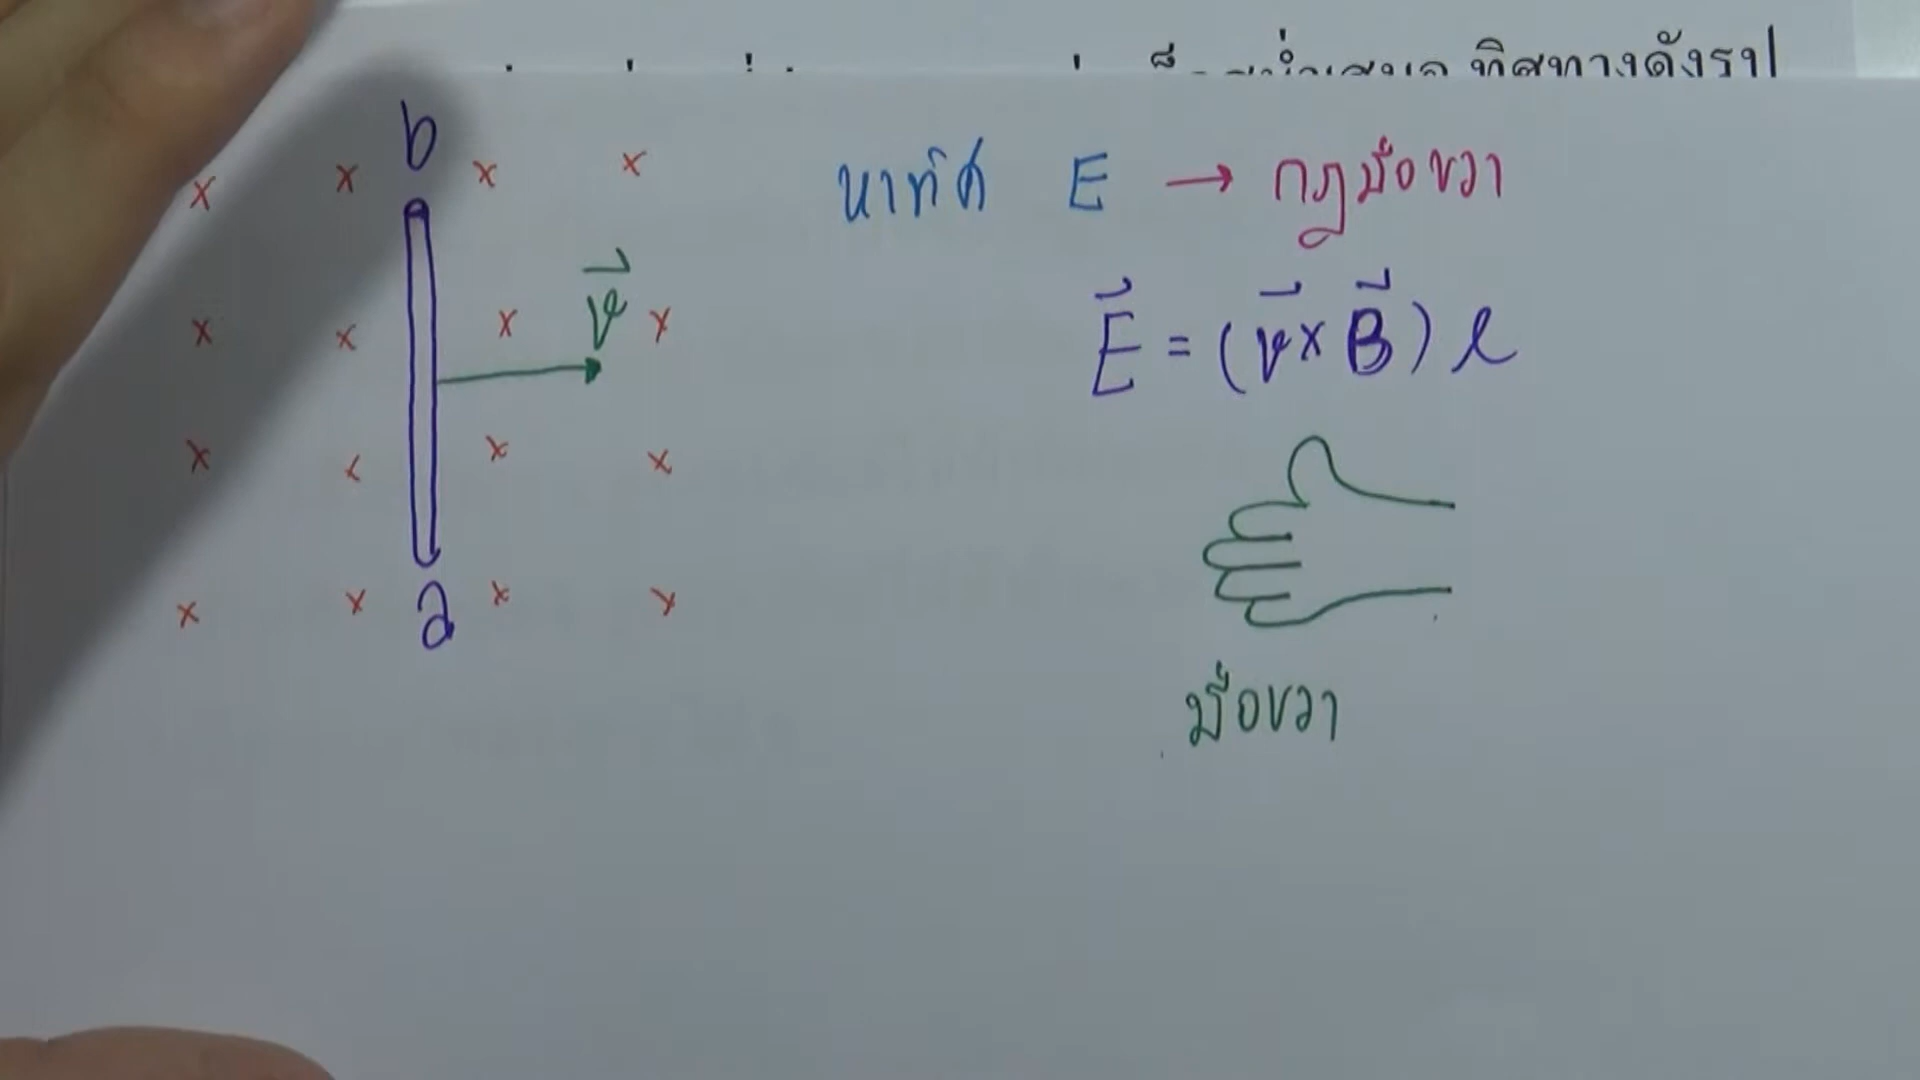 ทิศทางดังรูป
b
หาทิศ E → กฎมือขวา
x x x x
v⃗
x x x x
E⃗ = (v⃗ x B⃗) l
x x x x
x x x x
a
มือขวา